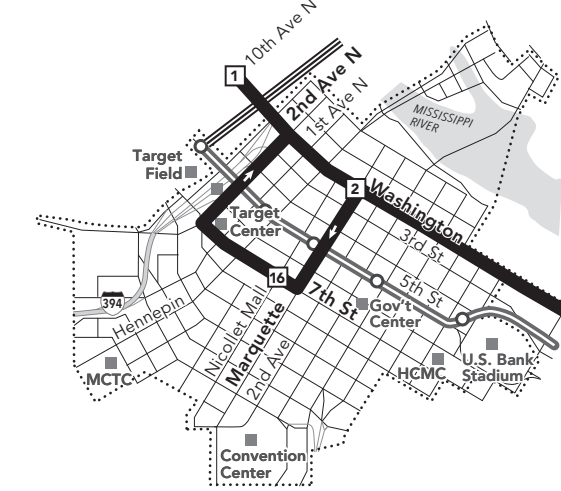 10th Ave N
1
2nd Ave N
1st Ave N
MISSISSIPPI
RIVER
Target
Field
2
Washington
Target
Center
3rd St
16
5th St
7th St
394
Gov't
Center
Hennepin
Nicollet Mall
Marquette
2nd Ave
MCTC
HCMC
U.S. Bank
Stadium
Convention
Center